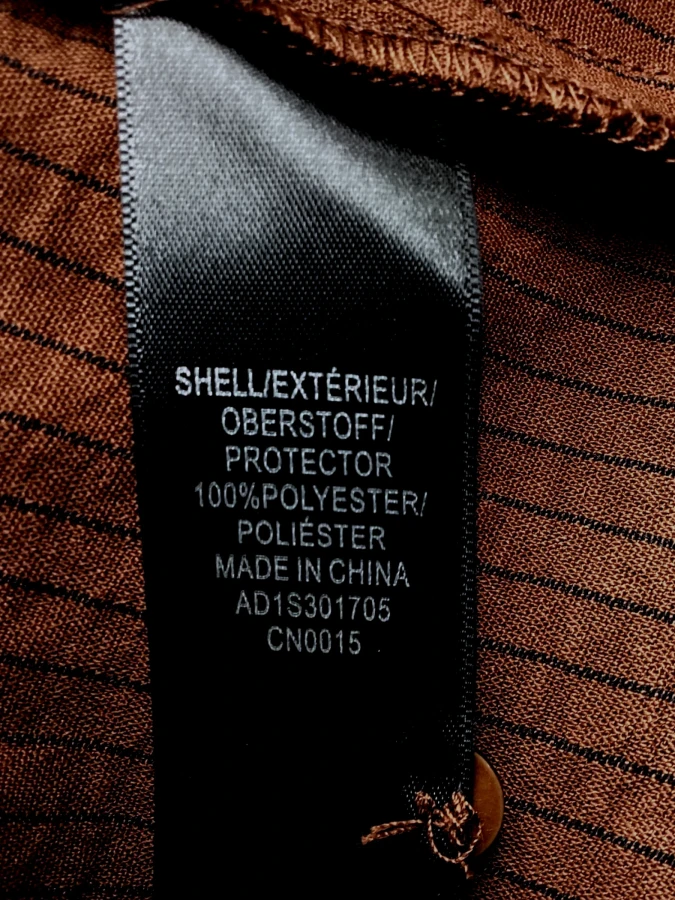 SHELL/EXTÉRIEUR/
OBERSTOFF/
PROTECTOR
100%POLYESTER/
POLIÉSTER
MADE IN CHINA
AD1S301705
CN0015